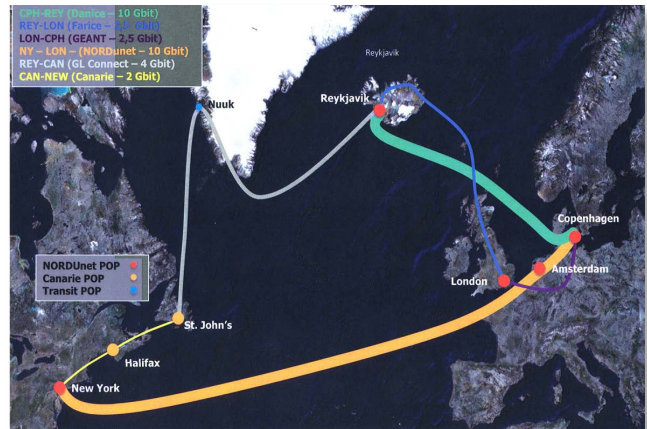 CPH-REY (Danice – 10 Gbit)
REY-LON (Farice – 2,5 Gbit)
LON-CPH (GEANT – 2,5 Gbit)
NY – LON – (NORDunet – 10 Gbit)
REY-CAN (GL Connect – 4 Gbit)
CAN-NEW (Canarie – 2 Gbit)
Reykjavik
Reykjavik
Nuuk
Copenhagen
NORDUnet POP
Canarie POP
Transit POP
London
Amsterdam
St. John's
Halifax
New York